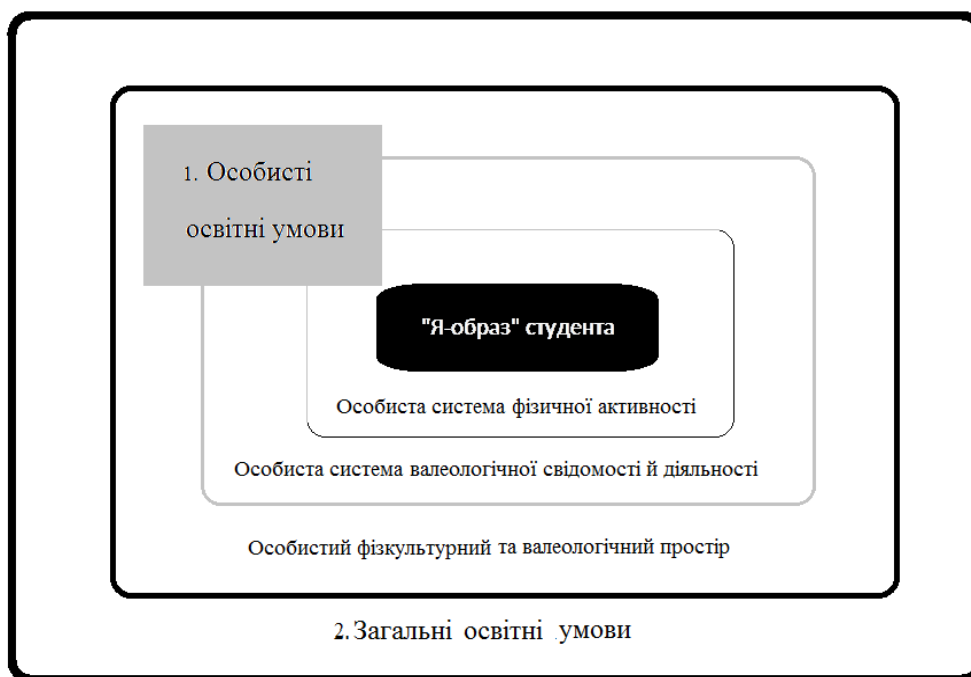 1. Особисті
освітні умови
"Я-образ" студента
Особиста система фізичної активності
Особиста система валеологічної свідомості й діяльності
Особистий фізкультурний та валеологічний простір
2. Загальні освітні умови